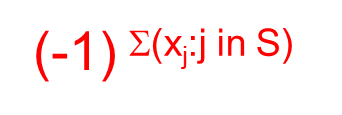 (-1) Σ(xj:j in S)